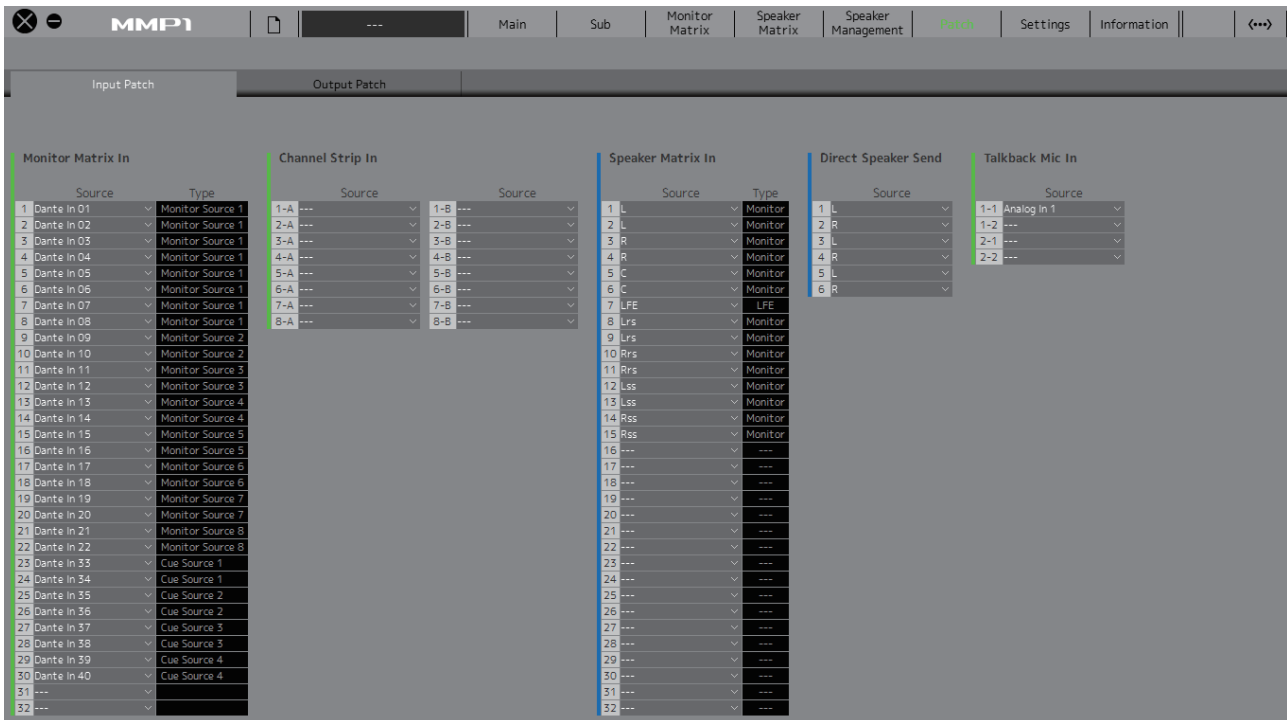 MMP1 --- Main Sub Monitor Matrix Speaker Matrix Speaker Management Patch Settings Information
Input Patch Output Patch
Monitor Matrix In
Source Type
1 Dante In 01 Monitor Source 1
2 Dante In 02 Monitor Source 1
3 Dante In 03 Monitor Source 1
4 Dante In 04 Monitor Source 1
5 Dante In 05 Monitor Source 1
6 Dante In 06 Monitor Source 1
7 Dante In 07 Monitor Source 1
8 Dante In 08 Monitor Source 1
9 Dante In 09 Monitor Source 2
10 Dante In 10 Monitor Source 2
11 Dante In 11 Monitor Source 3
12 Dante In 12 Monitor Source 3
13 Dante In 13 Monitor Source 4
14 Dante In 14 Monitor Source 4
15 Dante In 15 Monitor Source 5
16 Dante In 16 Monitor Source 5
17 Dante In 17 Monitor Source 6
18 Dante In 18 Monitor Source 6
19 Dante In 19 Monitor Source 7
20 Dante In 20 Monitor Source 7
21 Dante In 21 Monitor Source 8
22 Dante In 22 Monitor Source 8
23 Dante In 33 Cue Source 1
24 Dante In 34 Cue Source 1
25 Dante In 35 Cue Source 2
26 Dante In 36 Cue Source 2
27 Dante In 37 Cue Source 3
28 Dante In 38 Cue Source 3
29 Dante In 39 Cue Source 4
30 Dante In 40 Cue Source 4
31 ---
32 ---
Channel Strip In
Source Source
1-A --- 1-B ---
2-A --- 2-B ---
3-A --- 3-B ---
4-A --- 4-B ---
5-A --- 5-B ---
6-A --- 6-B ---
7-A --- 7-B ---
8-A --- 8-B ---
Speaker Matrix In
Source Type
1 L Monitor
2 L Monitor
3 R Monitor
4 R Monitor
5 C Monitor
6 C Monitor
7 LFE LFE
8 Lrs Monitor
9 Lrs Monitor
10 Rrs Monitor
11 Rrs Monitor
12 Lss Monitor
13 Lss Monitor
14 Rss Monitor
15 Rss Monitor
16 --- ---
17 --- ---
18 --- ---
19 --- ---
20 --- ---
21 --- ---
22 --- ---
23 --- ---
24 --- ---
25 --- ---
26 --- ---
27 --- ---
28 --- ---
29 --- ---
30 --- ---
31 --- ---
32 --- ---
Direct Speaker Send
Source
1 L
2 R
3 L
4 R
5 L
6 R
Talkback Mic In
Source
1-1 Analog In 1
1-2 ---
2-1 ---
2-2 ---